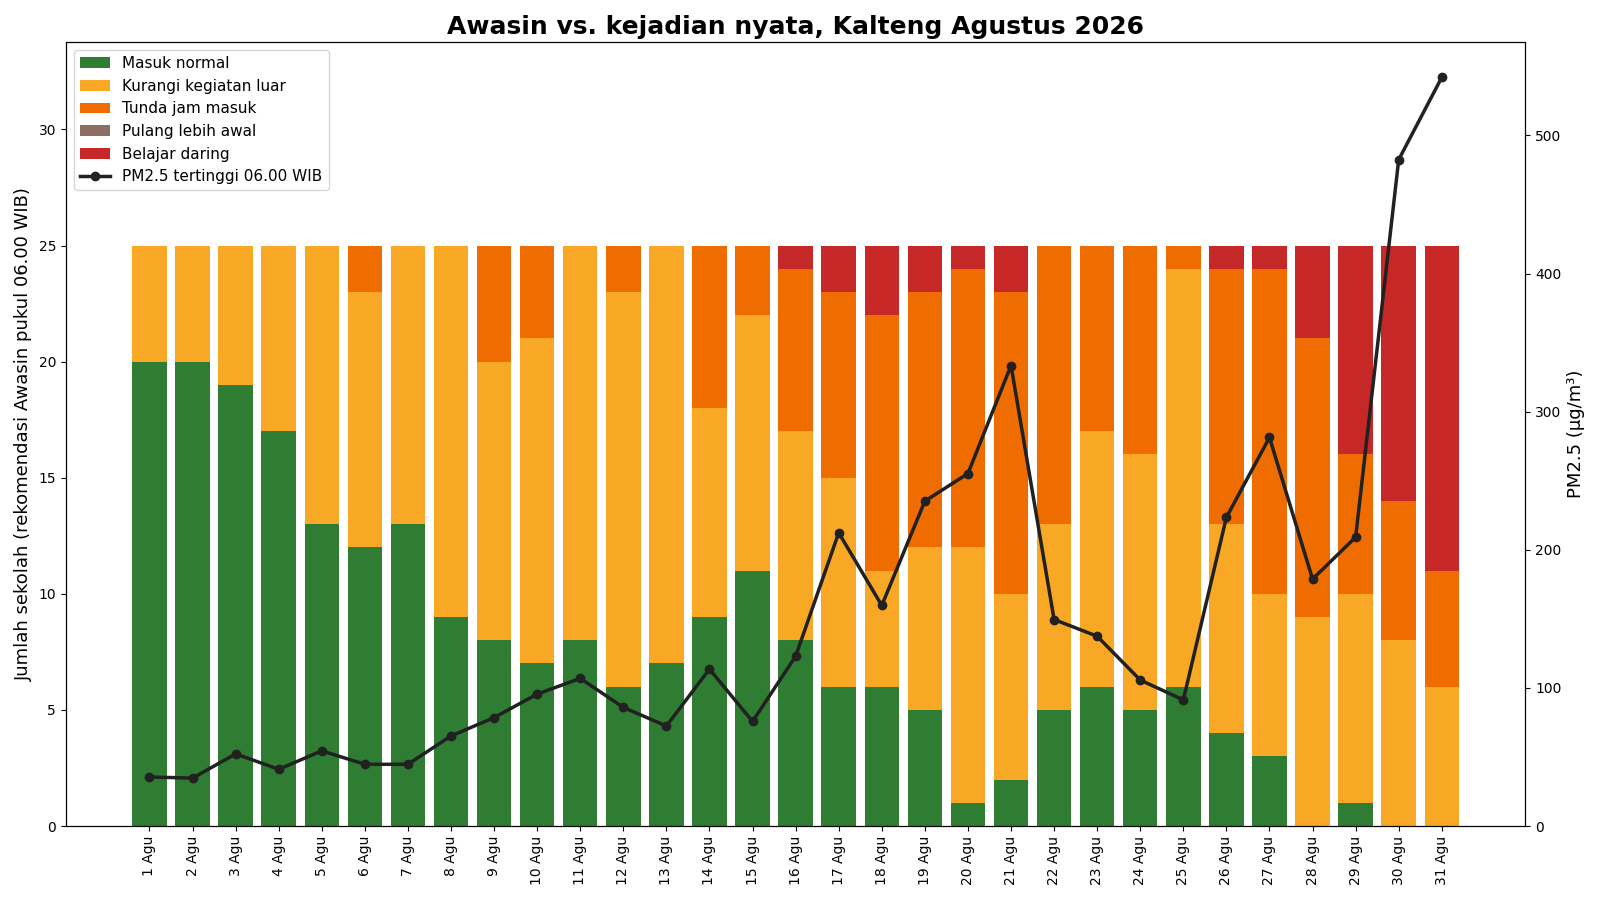 Awasin vs. kejadian nyata, Kalteng Agustus 2026
Masuk normal
Kurangi kegiatan luar
Tunda jam masuk
Pulang lebih awal
Belajar daring
PM2.5 tertinggi 06.00 WIB
Jumlah sekolah (rekomendasi Awasin pukul 06.00 WIB)
30
25
20
15
10
5
0
PM2.5 (µg/m³)
500
400
300
200
100
0
1 Agu
2 Agu
3 Agu
4 Agu
5 Agu
6 Agu
7 Agu
8 Agu
9 Agu
10 Agu
11 Agu
12 Agu
13 Agu
14 Agu
15 Agu
16 Agu
17 Agu
18 Agu
19 Agu
20 Agu
21 Agu
22 Agu
23 Agu
24 Agu
25 Agu
26 Agu
27 Agu
28 Agu
29 Agu
30 Agu
31 Agu